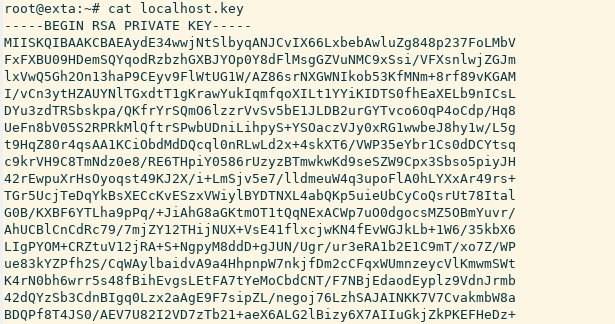 root@exta:~# cat localhost.key
-----BEGIN RSA PRIVATE KEY-----
MIISKQIBAAKCBAEAydE34wwjNtSlbyqANJCvIX66LxbebAwluZg848p237FoLMbV
FxFXBU09HDemSQYqodRzbzhGXBJYOp0Y8dFlMsgGZVuNMC9xSsi/VFXsnlwjZGJm
lxVwQ5Gh2On13haP9CEyv9FlWtUG1W/AZ86srNXGWNIkob53KfMNm+8rf89vKGAM
I/vCn3ytHZAUYNlTGxdtT1gKrawYukIqmfqoXILt1YYiKIDTS0fhEaXELb9nICsL
DYu3zdTRSbskpa/QKfrYrSQmO6lzzrVvSv5bE1JLDB2urGYTvco6OqP4oCdp/Hq8
UeFn8bV05S2RPRkMlQftrSPwbUDniLihpyS+YSOaczVJy0xRG1wwbeJ8hy1w/L5g
t9HqZ80r4qsAA1KCiObdMdDQcql0nRLwLd2x+4skXT6/VWP35eYbr1Cs0dDCYtsq
c9krVH9C8TmNdz0e8/RE6THpiY0586rUzyzBTmwkwKd9seSZW9Cpx3Sbso5piyJH
42rEwpuXrHsOyoqst49KJ2X/i+LmSjv5e7/lldmeuW4q3upoFlA0hLYXxAr49rs+
TGr5UcjTeDqYkBsXECcKvESzxVWiylBYDTNXL4abQKp5uieUbCyCoQsrUt78Ital
G0B/KXBF6YTLha9pPq/+JiAhG8aGKtmOT1tQqNExACWp7uO0dgocsMZ5OBmYuvr/
AhUCBlCnCdRc79/7mjZY12THijNUX+VsE41flxcjwKN4fEvWGJkLb+1W6/35kbX6
LIgPYOM+CRZtuV12jRA+S+NgpyM8ddD+gJUN/Ugr/ur3eRA1b2E1C9mT/xo7Z/WP
ue83kYZPfh2S/CqWAylbaidvA9a4HhpnpW7nkjfDm2cCFqxWUmnzeycVlKmwmSWt
K4rN0bh6wrr5s48fBihEvgsLEtFA7tYeMoCbdCNT/F7NBjEdaodEyplz9VdnJrmb
42dQYzSb3CdnBIgq0Lzx2aAgE9F7sipZL/negoj76LzhSAJAINKK7V7CvakmbW8a
BDQPf8T4JS0/AEV7U82I2VD7zTb21+aeX6ALG2lBizy6X7AIIuGkjZkPKEFHeDz+